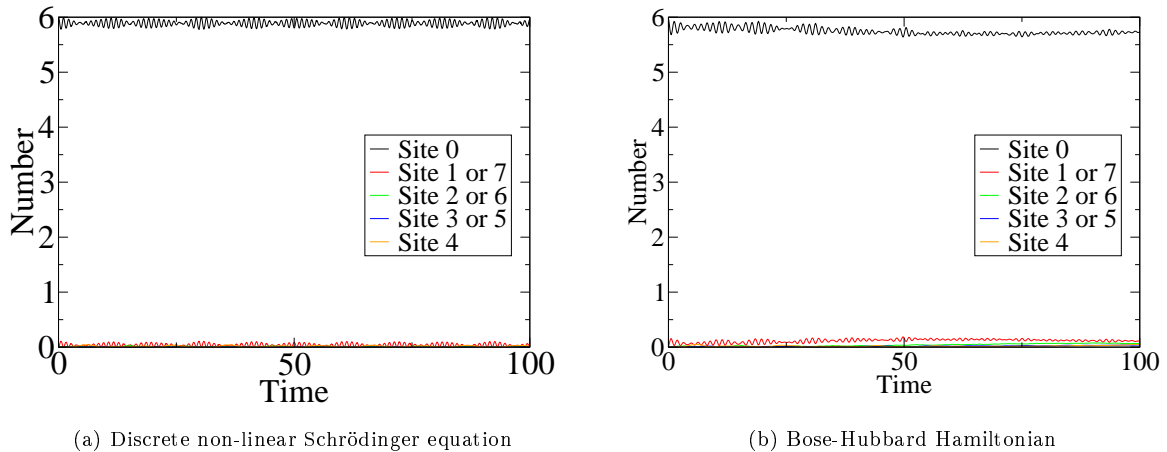 6
5
4
3
2
1
0
Number
0
50
100
Time
Site 0
Site 1 or 7
Site 2 or 6
Site 3 or 5
Site 4
(a) Discrete non-linear Schrödinger equation
6
5
4
3
2
1
0
Number
0
50
100
Time
Site 0
Site 1 or 7
Site 2 or 6
Site 3 or 5
Site 4
(b) Bose-Hubbard Hamiltonian